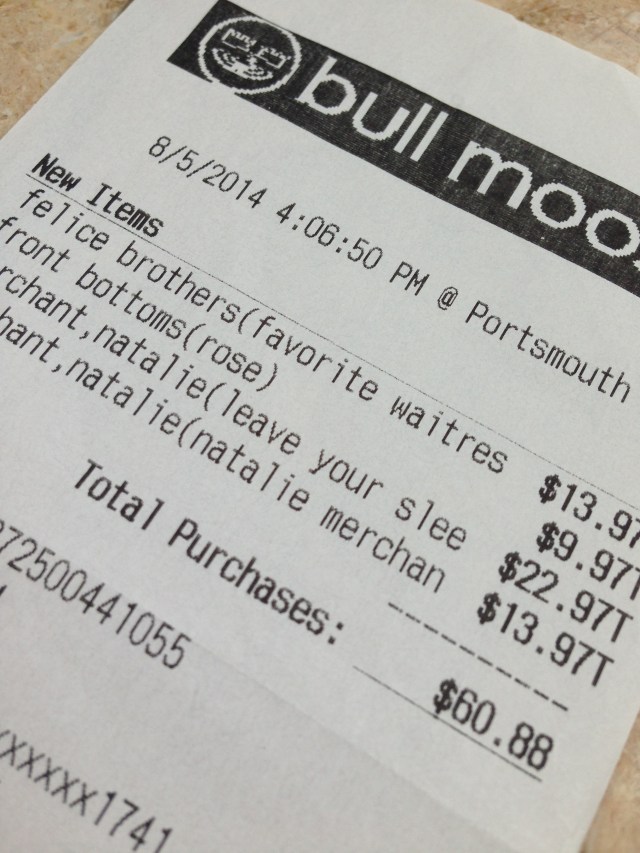 bull moo
8/5/2014 4:06:50 PM @ Portsmouth
New Items
felice brothers(favorite waitres $13.97
front bottoms(rose) $9.97T
rchant,natalie(leave your slee $22.97T
hant,natalie(natalie merchan $13.97T
Total Purchases: $60.88
72500441055
xxxxx1741